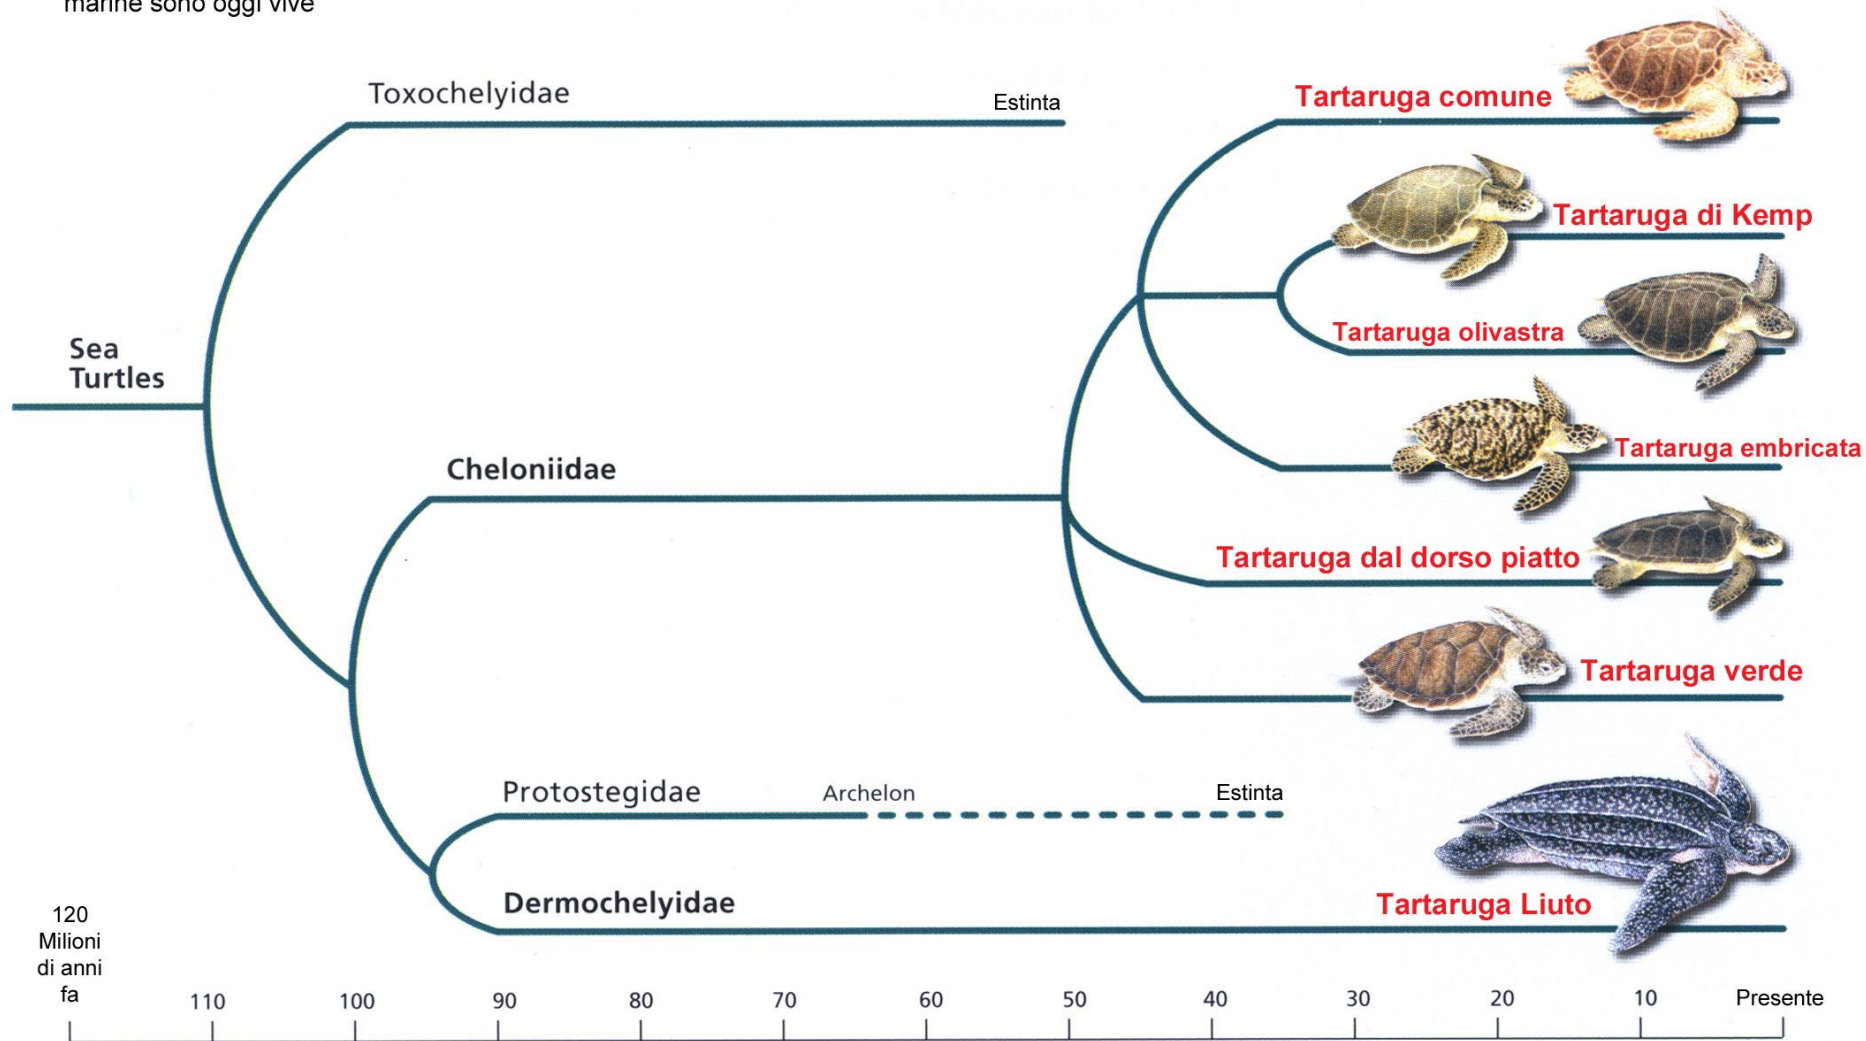 marine sono oggi vive
Toxochelyidae
Estinta
Tartaruga comune
Tartaruga di Kemp
Tartaruga olivastra
Sea
Turtles
Tartaruga embricata
Cheloniidae
Tartaruga dal dorso piatto
Tartaruga verde
Protostegidae
Archelon
Estinta
Dermochelyidae
Tartaruga Liuto
120
Milioni
di anni
fa
110 100 90 80 70 60 50 40 30 20 10 Presente